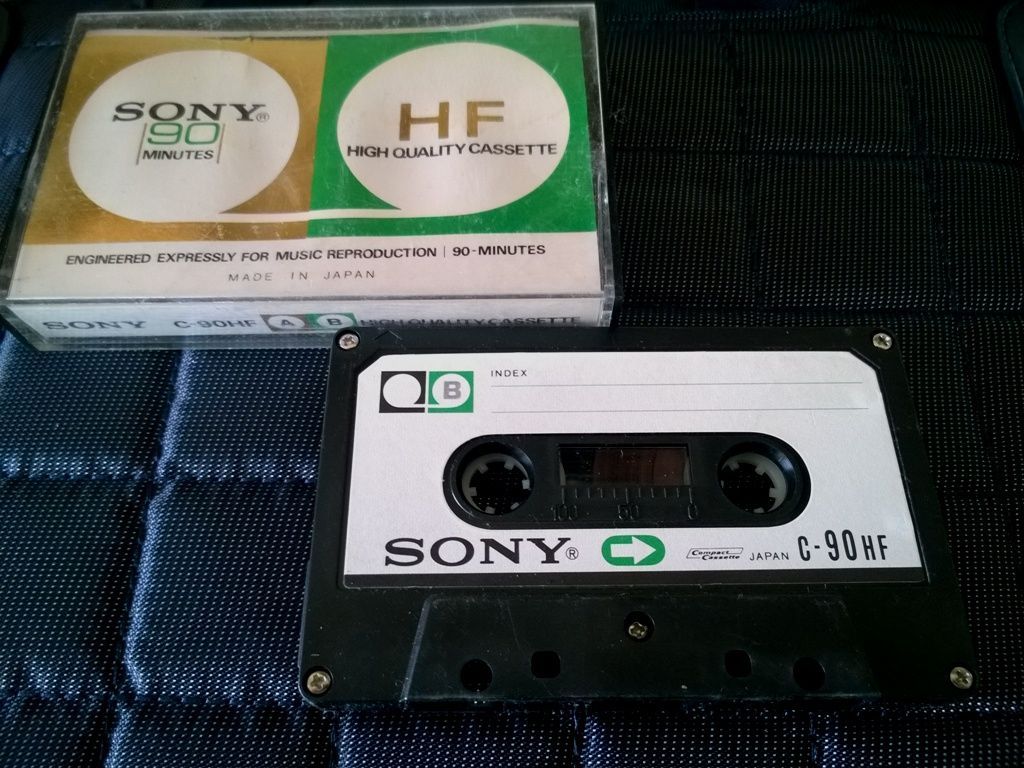 SONY®
90
MINUTES
HF
HIGH QUALITY CASSETTE
ENGINEERED EXPRESSLY FOR MUSIC REPRODUCTION | 90-MINUTES
MADE IN JAPAN
SONY C-90HF A B HIGH QUALITY CASSETTE
B INDEX
100 50 0
SONY® Compact Cassette JAPAN C-90HF